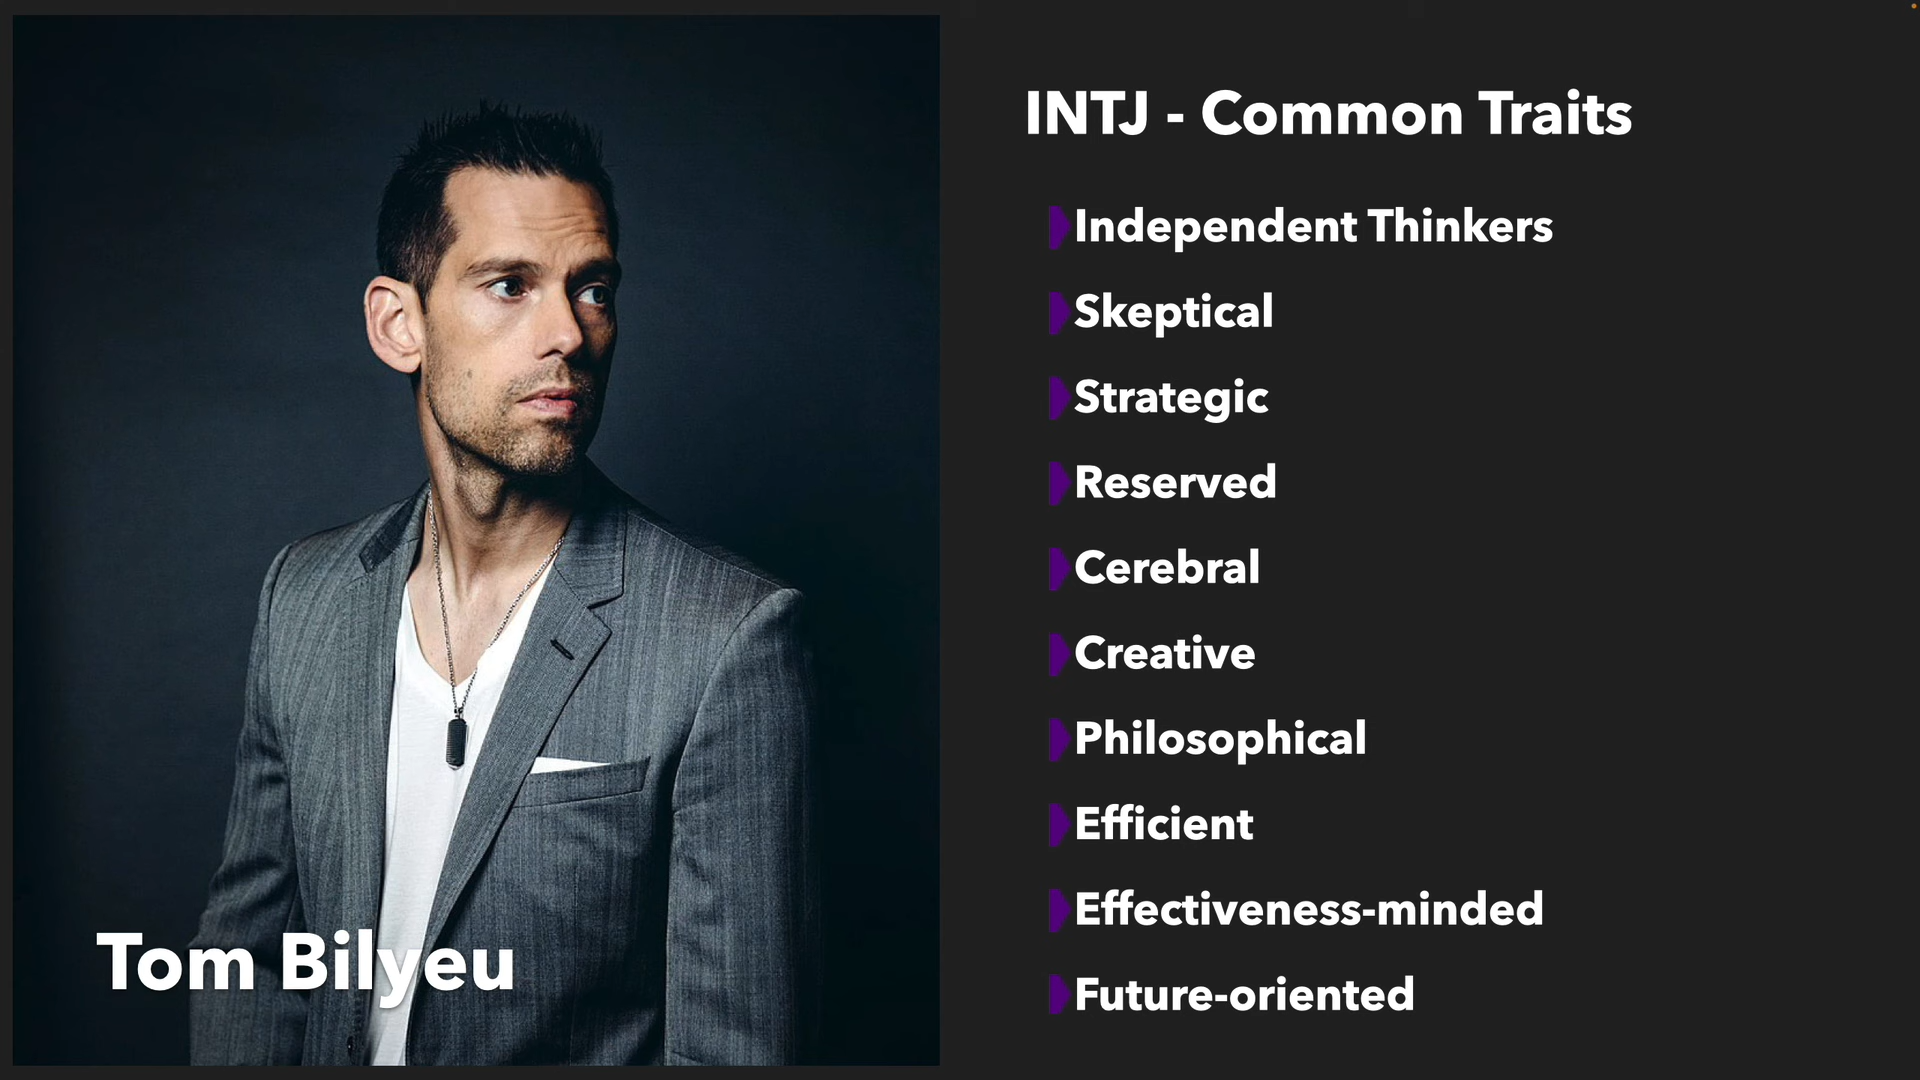 INTJ - Common Traits
Independent Thinkers
Skeptical
Strategic
Reserved
Cerebral
Creative
Philosophical
Efficient
Effectiveness-minded
Future-oriented
Tom Bilyeu